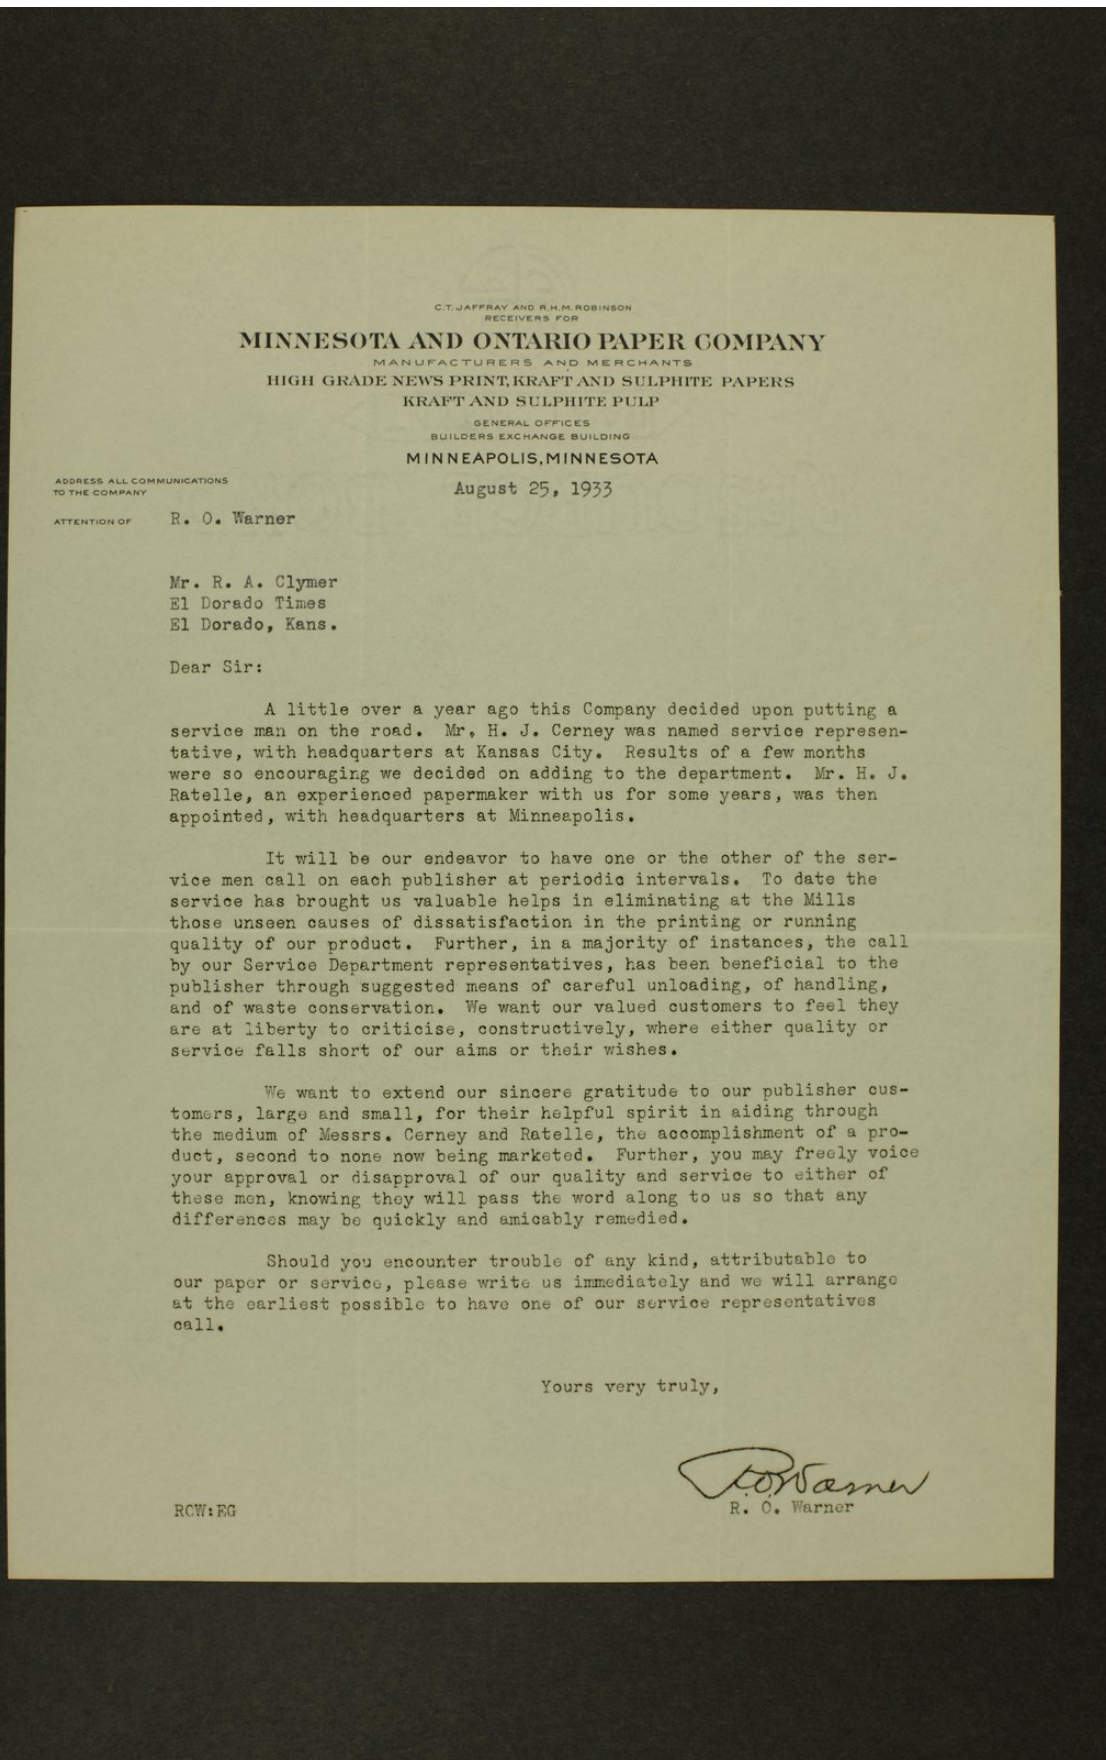 C.T. JAFFRAY AND R.H.M. ROBINSON
RECEIVERS FOR
MINNESOTA AND ONTARIO PAPER COMPANY
MANUFACTURERS AND MERCHANTS
HIGH GRADE NEWS PRINT, KRAFT AND SULPHITE PAPERS
KRAFT AND SULPHITE PULP
GENERAL OFFICES
BUILDERS EXCHANGE BUILDING
MINNEAPOLIS, MINNESOTA
ADDRESS ALL COMMUNICATIONS
TO THE COMPANY
August 25, 1933
ATTENTION OF R. O. Warner
Mr. R. A. Clymer
El Dorado Times
El Dorado, Kans.
Dear Sir:
A little over a year ago this Company decided upon putting a
service man on the road. Mr. H. J. Cerney was named service represen-
tative, with headquarters at Kansas City. Results of a few months
were so encouraging we decided on adding to the department. Mr. H. J.
Ratelle, an experienced papermaker with us for some years, was then
appointed, with headquarters at Minneapolis.
It will be our endeavor to have one or the other of the ser-
vice men call on each publisher at periodic intervals. To date the
service has brought us valuable helps in eliminating at the Mills
those unseen causes of dissatisfaction in the printing or running
quality of our product. Further, in a majority of instances, the call
by our Service Department representatives, has been beneficial to the
publisher through suggested means of careful unloading, of handling,
and of waste conservation. We want our valued customers to feel they
are at liberty to criticise, constructively, where either quality or
service falls short of our aims or their wishes.
We want to extend our sincere gratitude to our publisher cus-
tomers, large and small, for their helpful spirit in aiding through
the medium of Messrs. Cerney and Ratelle, the accomplishment of a pro-
duct, second to none now being marketed. Further, you may freely voice
your approval or disapproval of our quality and service to either of
these men, knowing they will pass the word along to us so that any
differences may be quickly and amicably remedied.
Should you encounter trouble of any kind, attributable to
our paper or service, please write us immediately and we will arrange
at the earliest possible to have one of our service representatives
call.
Yours very truly,
R O Warner
R. O. Warner
ROW:EG